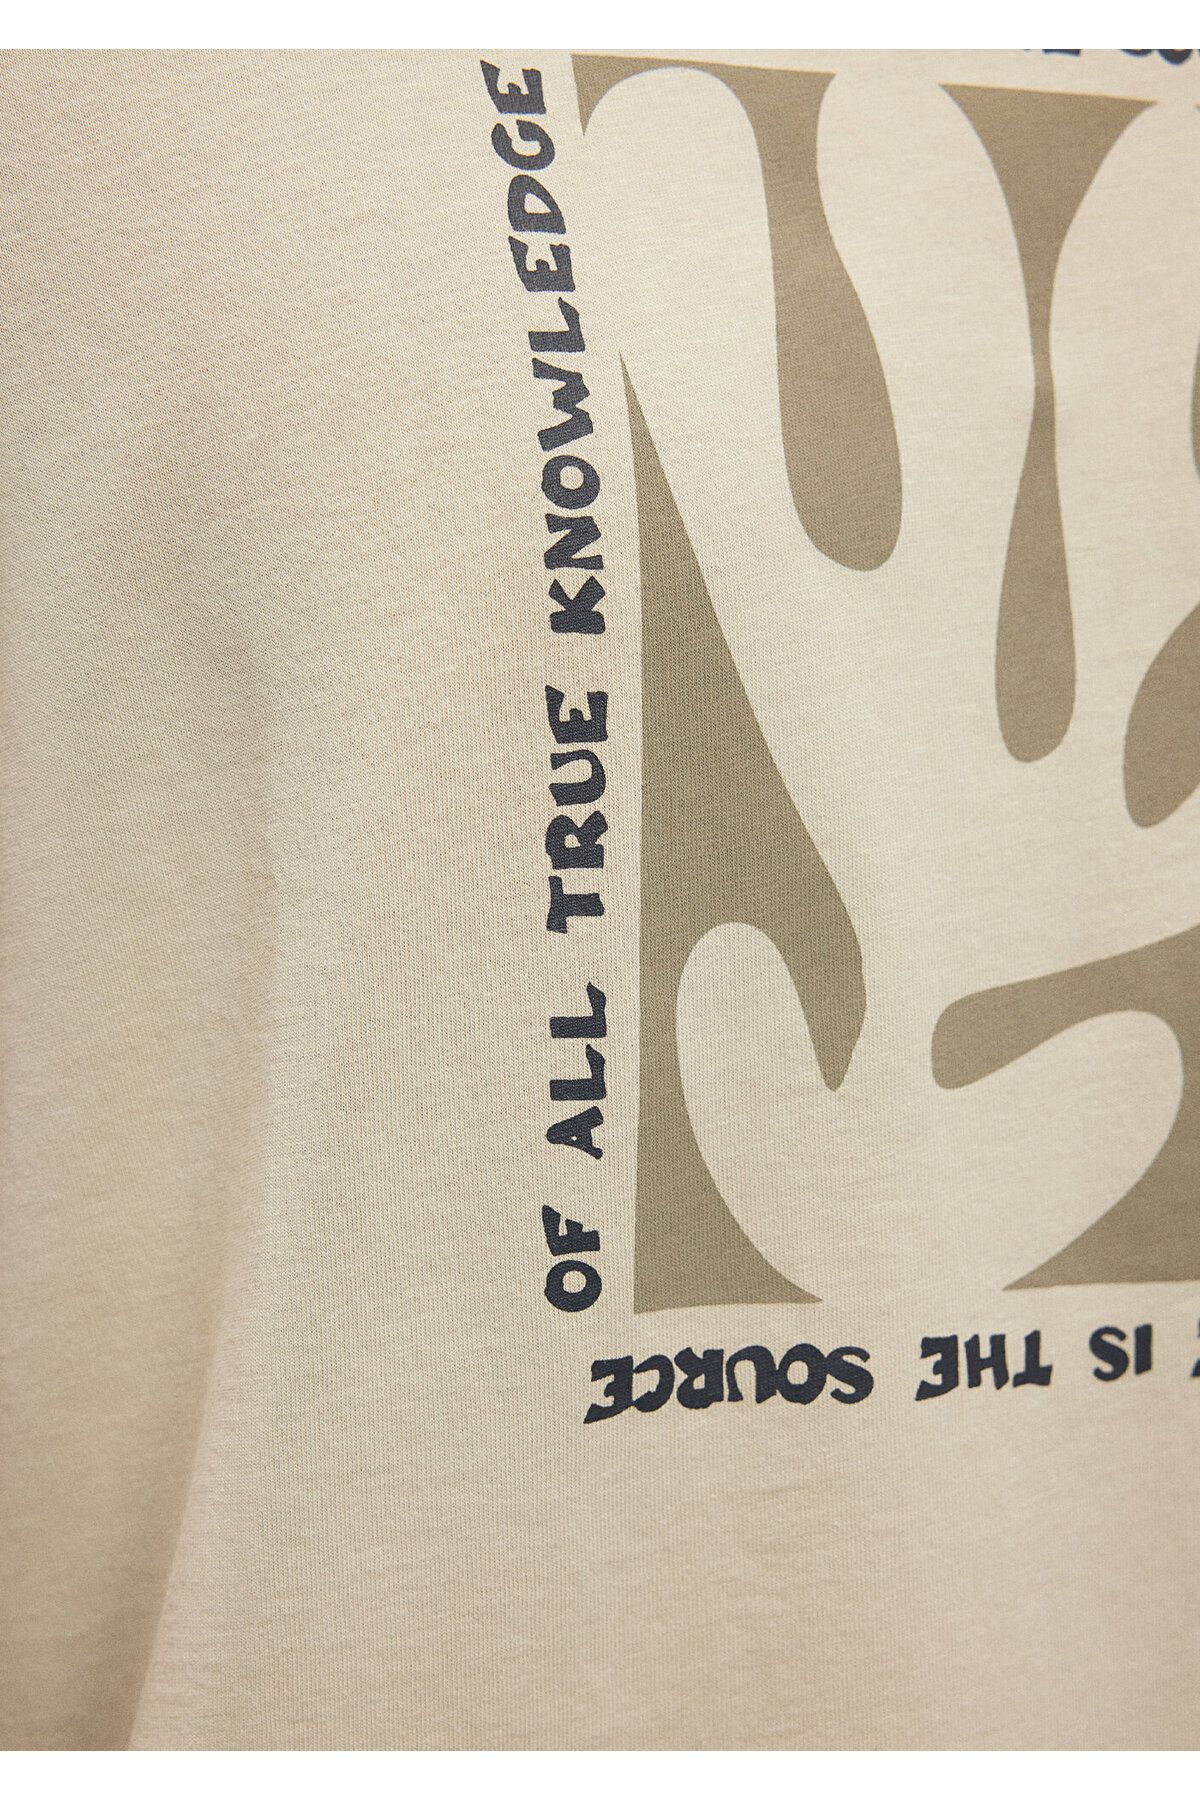 IS THE SOURCE
OF ALL TRUE KNOWLEDGE